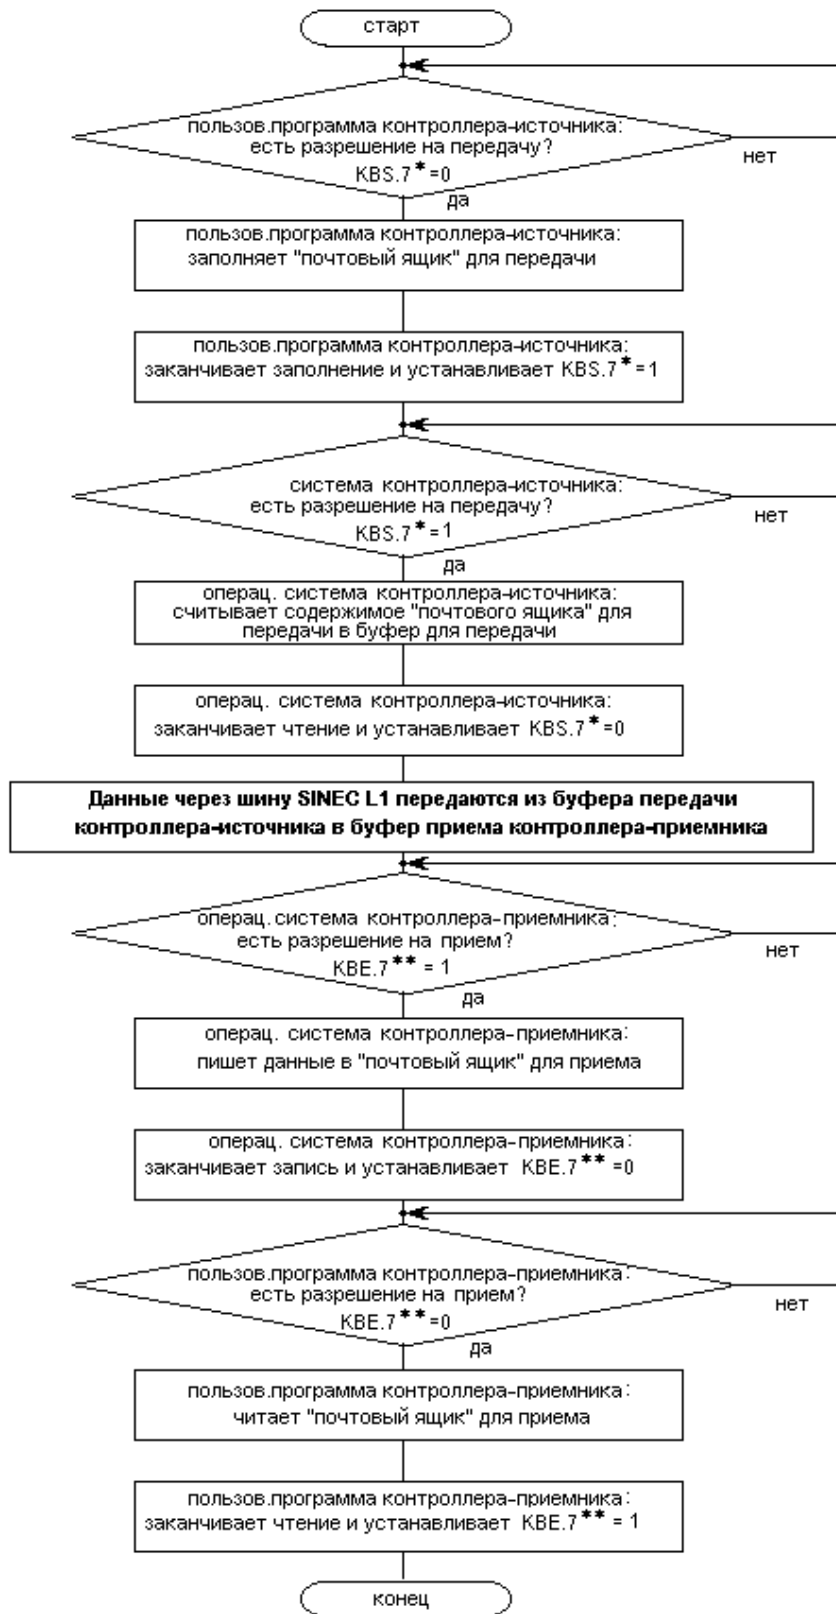 старт
пользов.программа контроллера-источника:
есть разрешение на передачу?
KBS.7*=0
нет
да
пользов.программа контроллера-источника:
заполняет "почтовый ящик" для передачи
пользов.программа контроллера-источника:
заканчивает заполнение и устанавливает KBS.7*=1
система контроллера-источника:
есть разрешение на передачу?
KBS.7*=1
нет
да
операц. система контроллера-источника:
считывает содержимое "почтового ящика" для
передачи в буфер для передачи
операц. система контроллера-источника:
заканчивает чтение и устанавливает KBS.7*=0
Данные через шину SINEC L1 передаются из буфера передачи
контроллера-источника в буфер приема контроллера-приемника
операц.система контроллера-приемника:
есть разрешение на прием?
KBE.7** = 1
нет
да
операц. система контроллера-приемника:
пишет данные в "почтовый ящик" для приема
операц. система контроллера-приемника:
заканчивает запись и устанавливает KBE.7** =0
пользов.программа контроллера-приемника:
есть разрешение на прием?
KBE.7**=0
нет
да
пользов.программа контроллера-приемника:
читает "почтовый ящик" для приема
пользов.программа контроллера-приемника:
заканчивает чтение и устанавливает KBE.7** = 1
конец